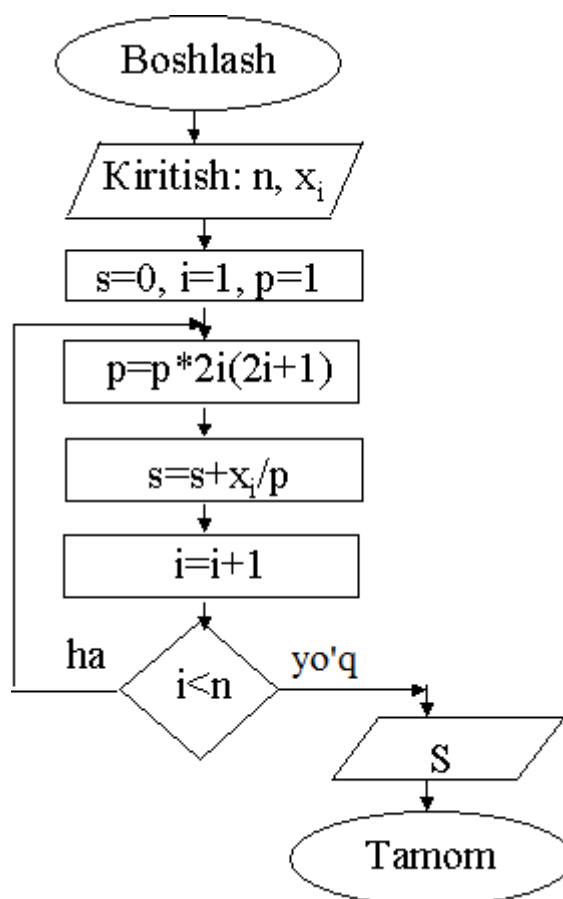 Boshlash
Kiritish: n, xᵢ
s=0, i=1, p=1
p=p*2i(2i+1)
s=s+xᵢ/p
i=i+1
ha
i<n
yo'q
S
Tamom